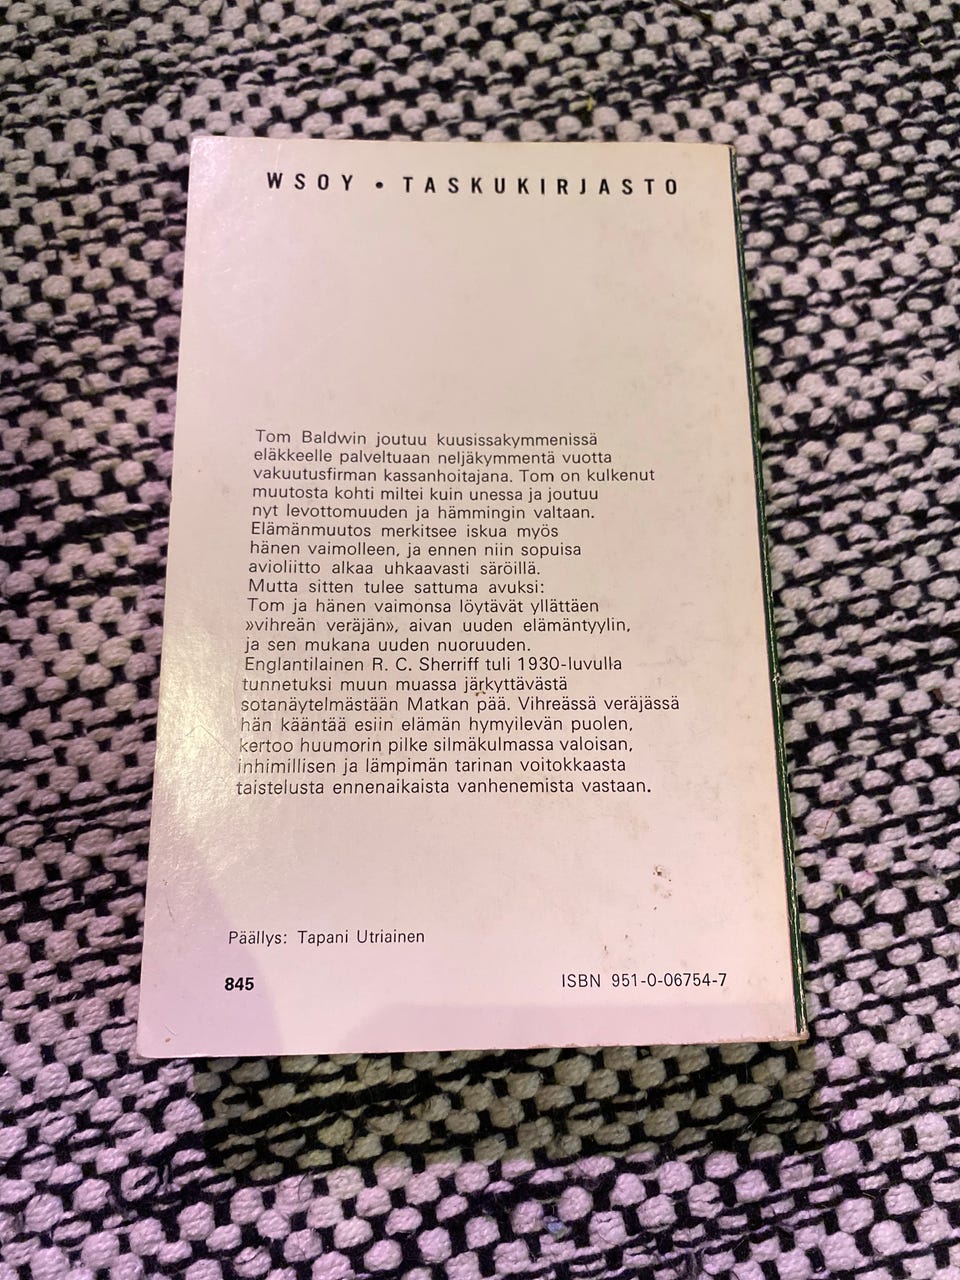 WSOY • TASKUKIRJASTO
Tom Baldwin joutuu kuusissakymmenissä
eläkkeelle palveltuaan neljäkymmentä vuotta
vakuutusfirman kassanhoitajana. Tom on kulkenut
muutosta kohti miltei kuin unessa ja joutuu
nyt levottomuuden ja hämmingin valtaan.
Elämänmuutos merkitsee iskua myös
hänen vaimolleen, ja ennen niin sopuisa
avioliitto alkaa uhkaavasti säröillä.
Mutta sitten tulee sattuma avuksi:
Tom ja hänen vaimonsa löytävät yllättäen
»vihreän veräjän», aivan uuden elämäntyylin,
ja sen mukana uuden nuoruuden.
Englantilainen R. C. Sherriff tuli 1930-luvulla
tunnetuksi muun muassa järkyttävästä
sotanäytelmästään Matkan pää. Vihreässä veräjässä
hän kääntää esiin elämän hymyilevän puolen,
kertoo huumorin pilke silmäkulmassa valoisan,
inhimillisen ja lämpimän tarinan voitokkaasta
taistelusta ennenaikaista vanhenemista vastaan.
Päällys: Tapani Utriainen
845
ISBN 951-0-06754-7